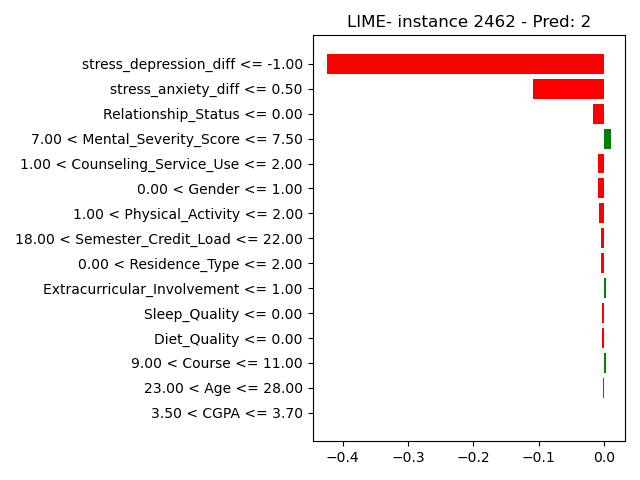 LIME- instance 2462 - Pred: 2
stress_depression_diff <= -1.00
stress_anxiety_diff <= 0.50
Relationship_Status <= 0.00
7.00 < Mental_Severity_Score <= 7.50
1.00 < Counseling_Service_Use <= 2.00
0.00 < Gender <= 1.00
1.00 < Physical_Activity <= 2.00
18.00 < Semester_Credit_Load <= 22.00
0.00 < Residence_Type <= 2.00
Extracurricular_Involvement <= 1.00
Sleep_Quality <= 0.00
Diet_Quality <= 0.00
9.00 < Course <= 11.00
23.00 < Age <= 28.00
3.50 < CGPA <= 3.70
−0.4 −0.3 −0.2 −0.1 0.0